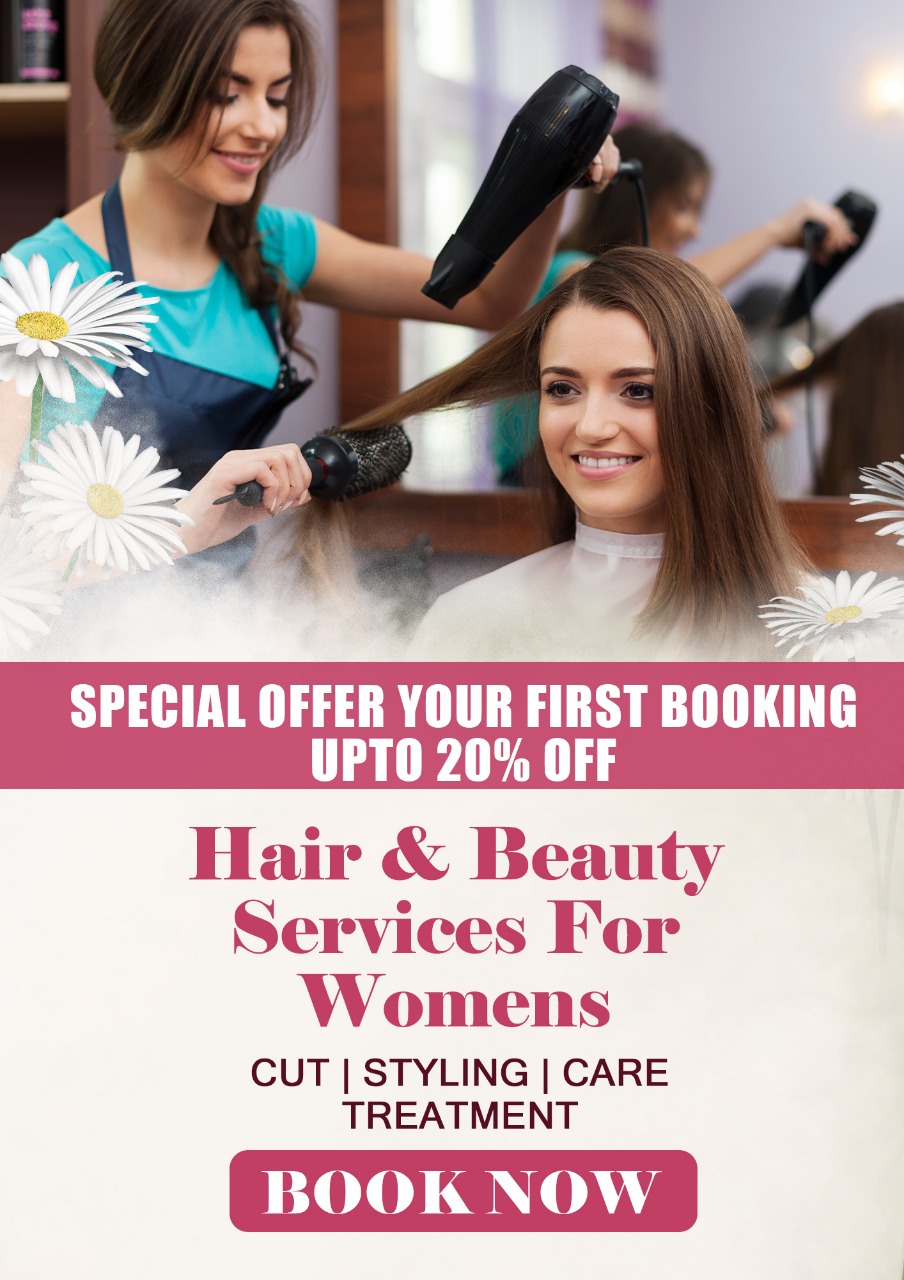 SPECIAL OFFER YOUR FIRST BOOKING
UPTO 20% OFF
Hair & Beauty
Services For
Womens
CUT | STYLING | CARE
TREATMENT
BOOK NOW